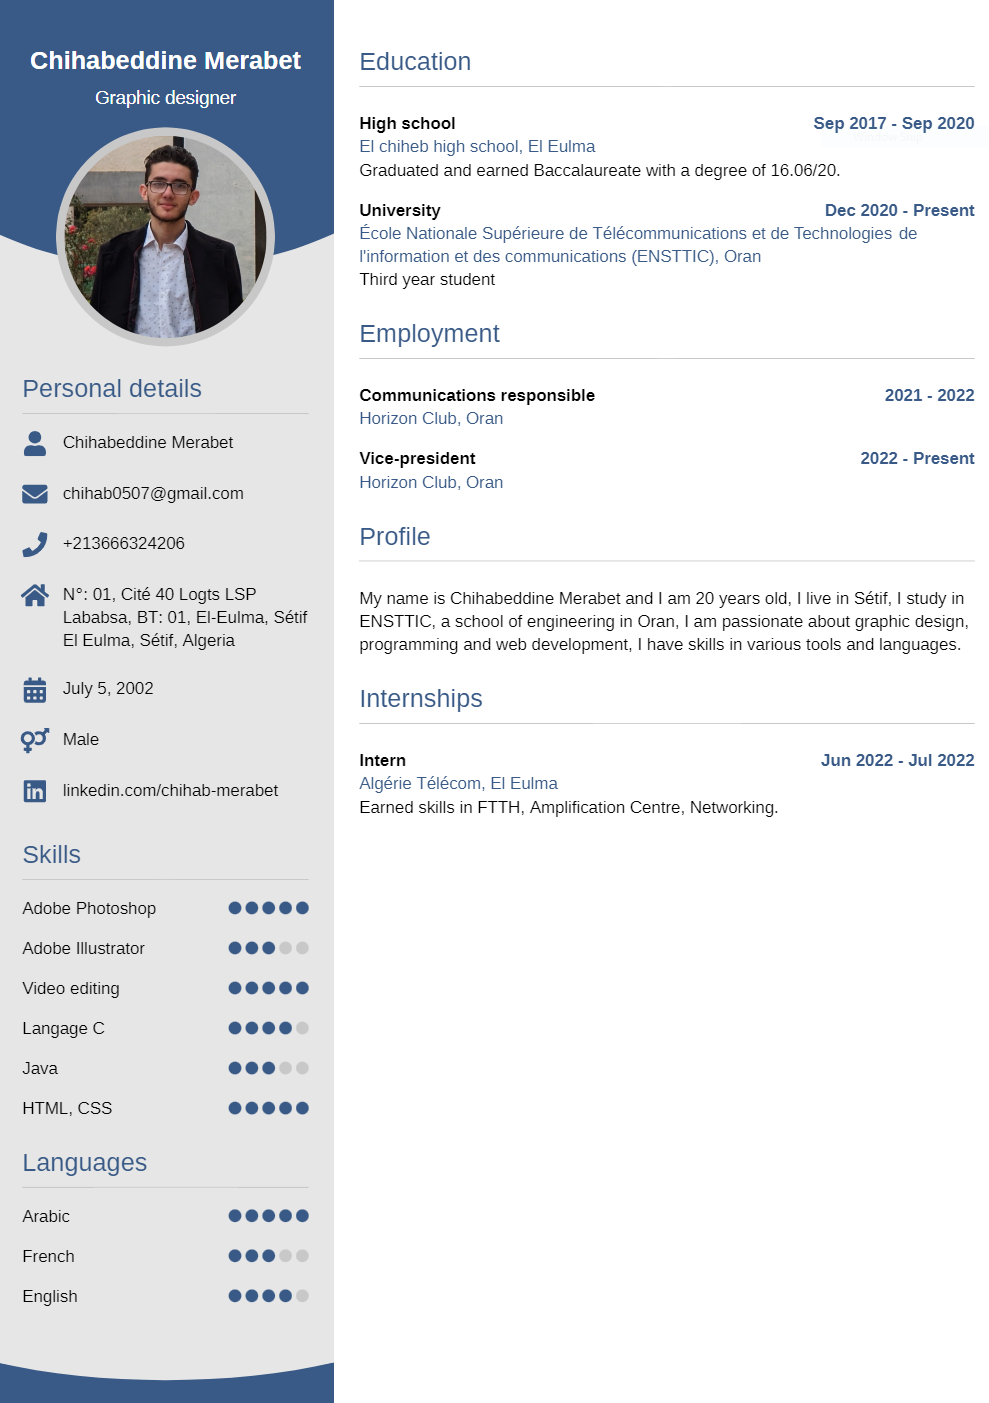 Chihabeddine Merabet
Graphic designer
Personal details
Chihabeddine Merabet
chihab0507@gmail.com
+213666324206
N°: 01, Cité 40 Logts LSP
Lababsa, BT: 01, El-Eulma, Sétif
El Eulma, Sétif, Algeria
July 5, 2002
Male
linkedin.com/chihab-merabet
Skills
Adobe Photoshop
Adobe Illustrator
Video editing
Langage C
Java
HTML, CSS
Languages
Arabic
French
English
Education
High school Sep 2017 - Sep 2020
El chiheb high school, El Eulma
Graduated and earned Baccalaureate with a degree of 16.06/20.
University Dec 2020 - Present
École Nationale Supérieure de Télécommunications et de Technologies de
l'information et des communications (ENSTTIC), Oran
Third year student
Employment
Communications responsible 2021 - 2022
Horizon Club, Oran
Vice-president 2022 - Present
Horizon Club, Oran
Profile
My name is Chihabeddine Merabet and I am 20 years old, I live in Sétif, I study in
ENSTTIC, a school of engineering in Oran, I am passionate about graphic design,
programming and web development, I have skills in various tools and languages.
Internships
Intern Jun 2022 - Jul 2022
Algérie Télécom, El Eulma
Earned skills in FTTH, Amplification Centre, Networking.